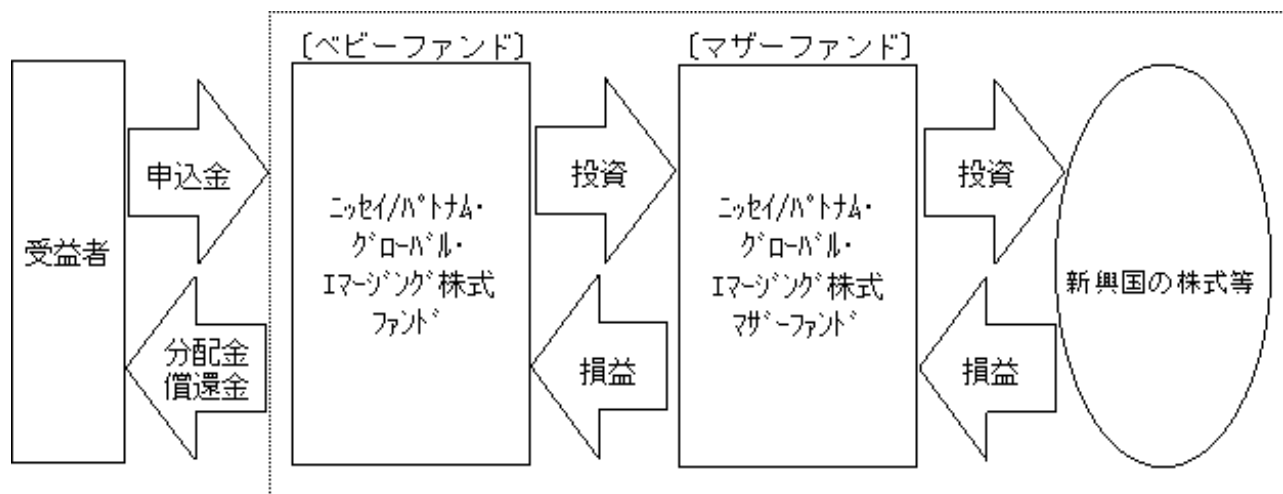 〔ベビーファンド〕
〔マザーファンド〕
受益者
申込金
分配金
償還金
ﾆｯｾｲ/ﾊﾟﾄﾅﾑ・
ｸﾞﾛｰﾊﾞﾙ・
ｴﾏｰｼﾞﾝｸﾞ株式
ﾌｧﾝﾄﾞ
投資
損益
ﾆｯｾｲ/ﾊﾟﾄﾅﾑ・
ｸﾞﾛｰﾊﾞﾙ・
ｴﾏｰｼﾞﾝｸﾞ株式
ﾏｻﾞｰﾌｧﾝﾄﾞ
投資
損益
新興国の株式等